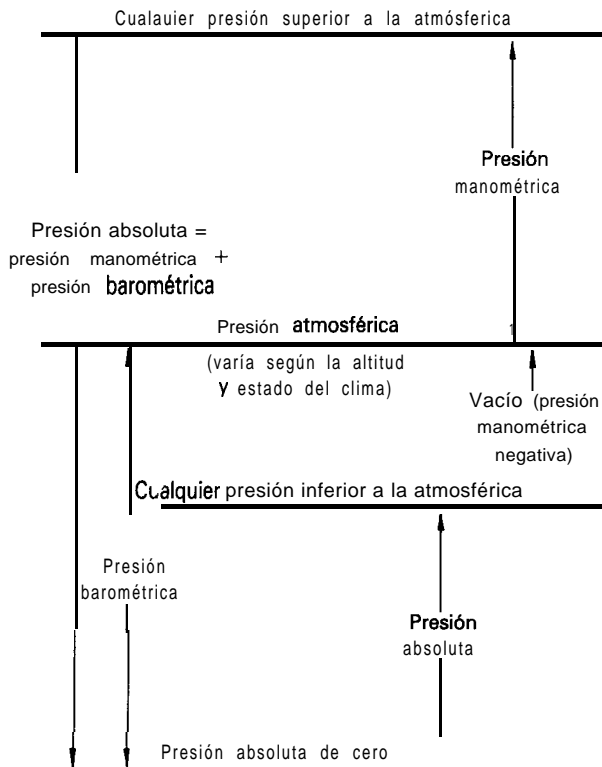 Cualauier presión superior a la atmósferica
Presión
manométrica
Presión absoluta =
presión manométrica +
presión barométrica
Presión atmosférica
(varía según la altitud
y estado del clima)
Vacío (presión
manométrica
negativa)
Cualquier presión inferior a la atmosférica
Presión
barométrica
Presión
absoluta
Presión absoluta de cero